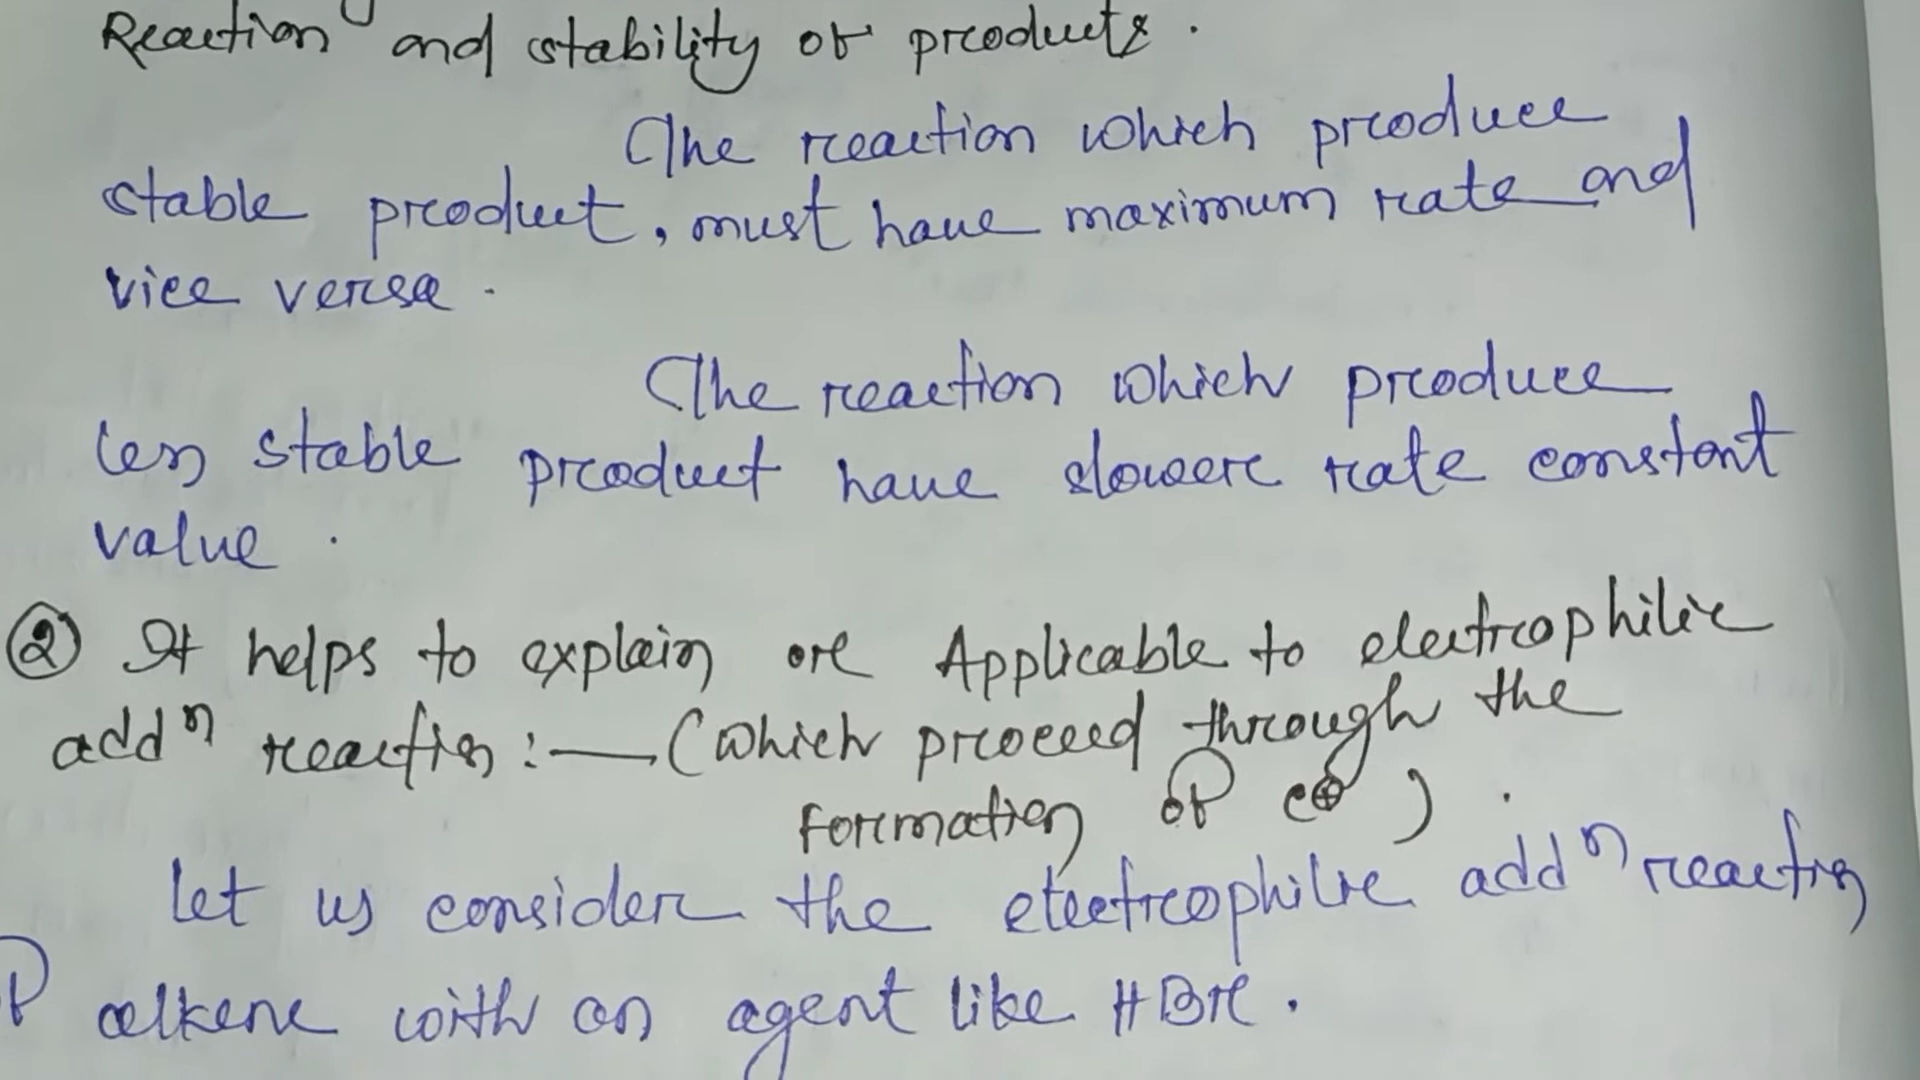 Reaction and stability of products.
The reaction which produce
stable product, must have maximum rate and
vice versa.
The reaction which produce
less stable product have slower rate constant
value.
② It helps to explain or Applicable to electrophilic
addⁿ reaction :— (which proceed through the
formation of c⊕).
Let us consider the electrophilic addⁿ reaction
of alkene with an agent like HBr.